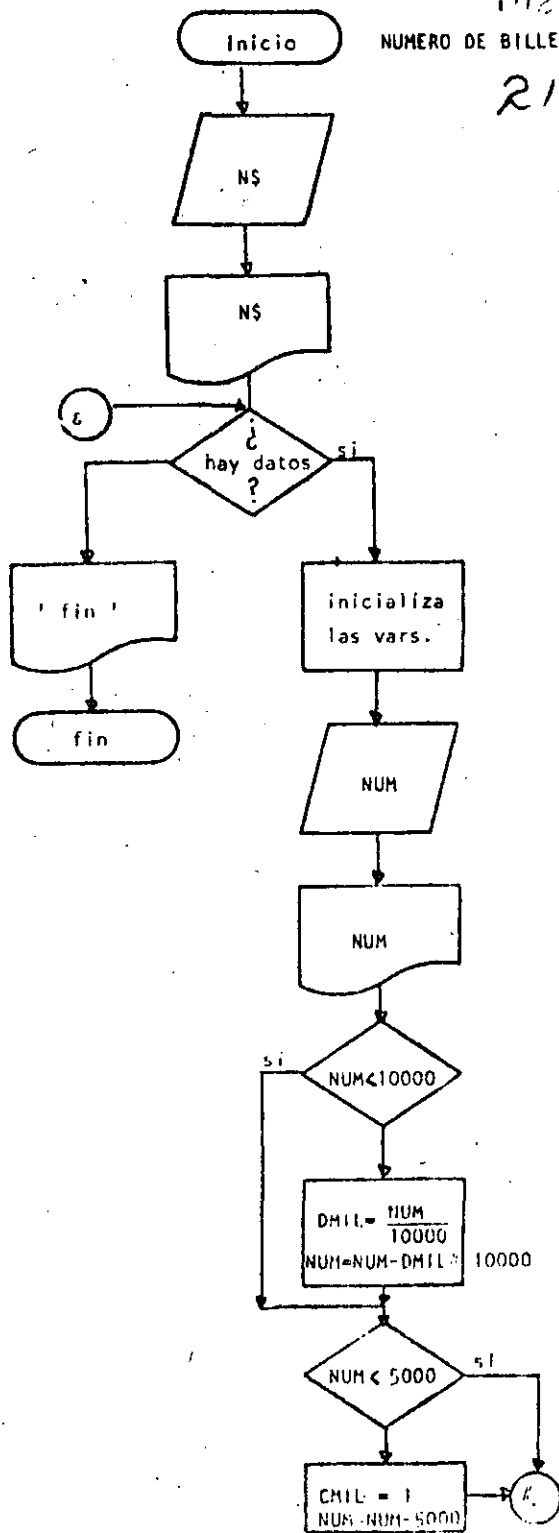 Inicio
NUMERO DE BILLE
21
N$
N$
&
¿
hay datos
?
si
' fin '
inicializa
las vars.
fin
NUM
NUM
si
NUM<10000
DMIL= NUM
10000
NUM=NUM-DMIL* 10000
NUM< 5000
si
CMIL = 1
NUM=NUM-5000